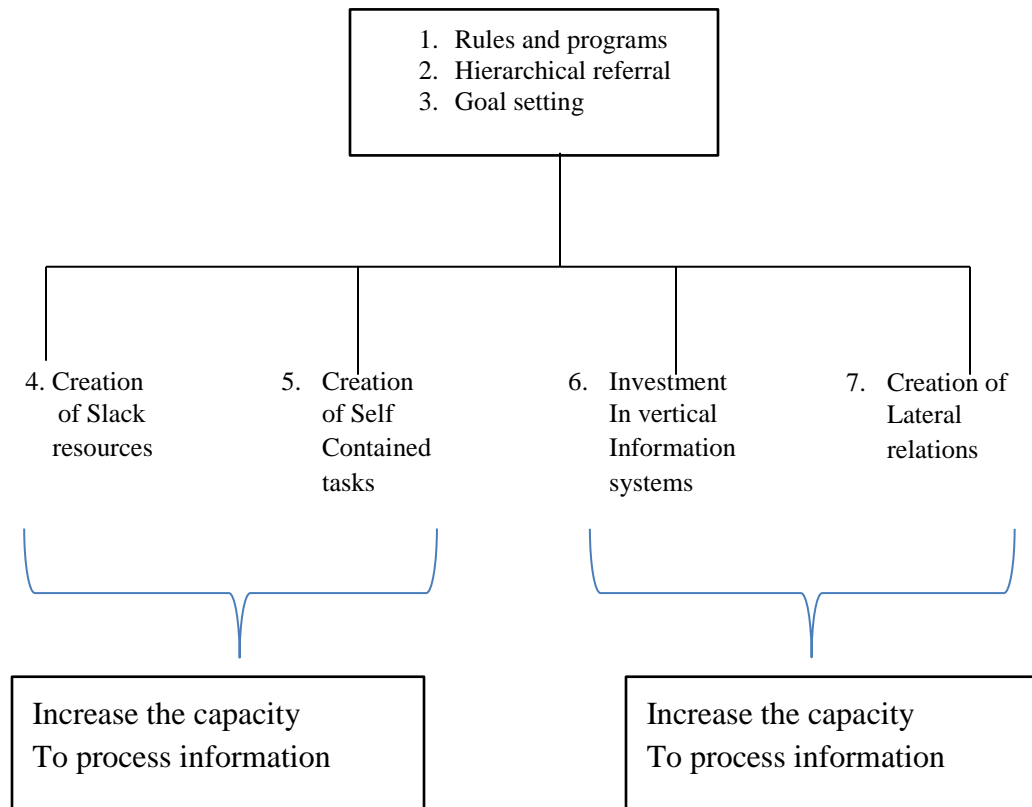 1. Rules and programs
2. Hierarchical referral
3. Goal setting
4. Creation
of Slack
resources
5. Creation
of Self
Contained
tasks
6. Investment
In vertical
Information
systems
7. Creation of
Lateral
relations
Increase the capacity
To process information
Increase the capacity
To process information